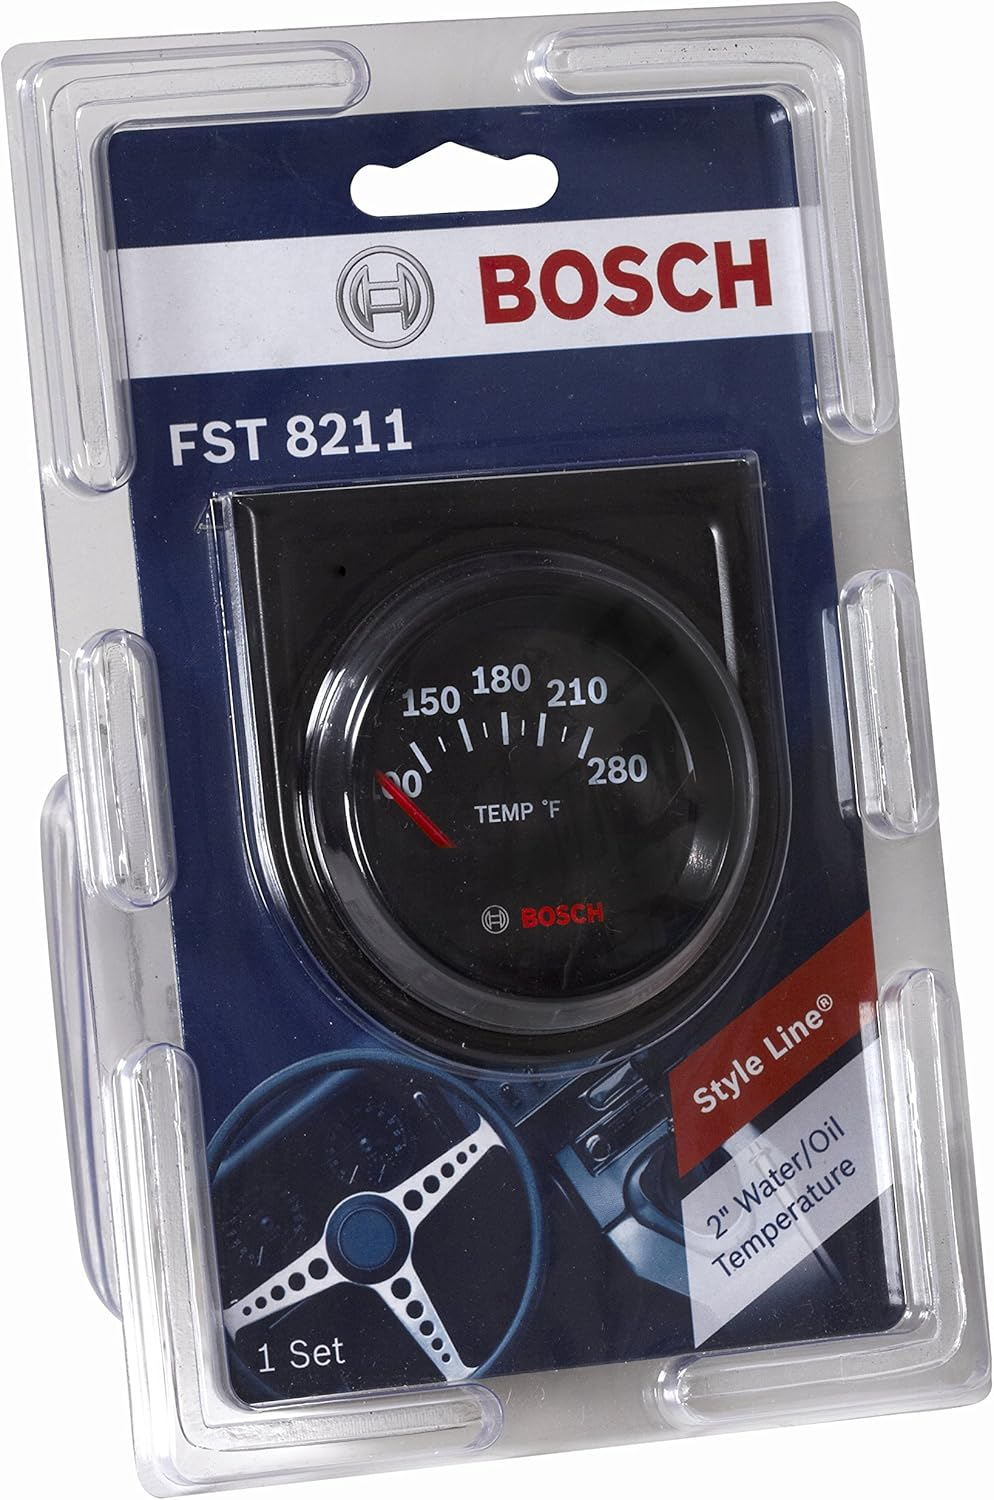 BOSCH
FST 8211
150 180 210
280
TEMP °F
BOSCH
Style Line®
2" Water/Oil
Temperature
1 Set